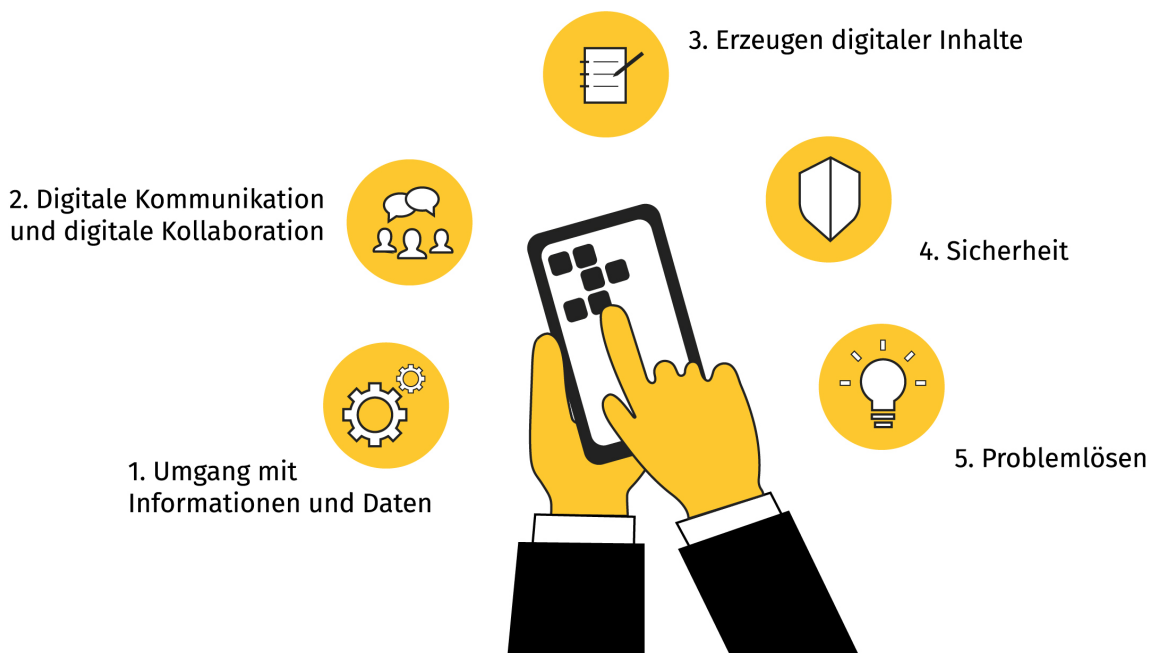 3. Erzeugen digitaler Inhalte
2. Digitale Kommunikation
und digitale Kollaboration
4. Sicherheit
1. Umgang mit
Informationen und Daten
5. Problemlösen